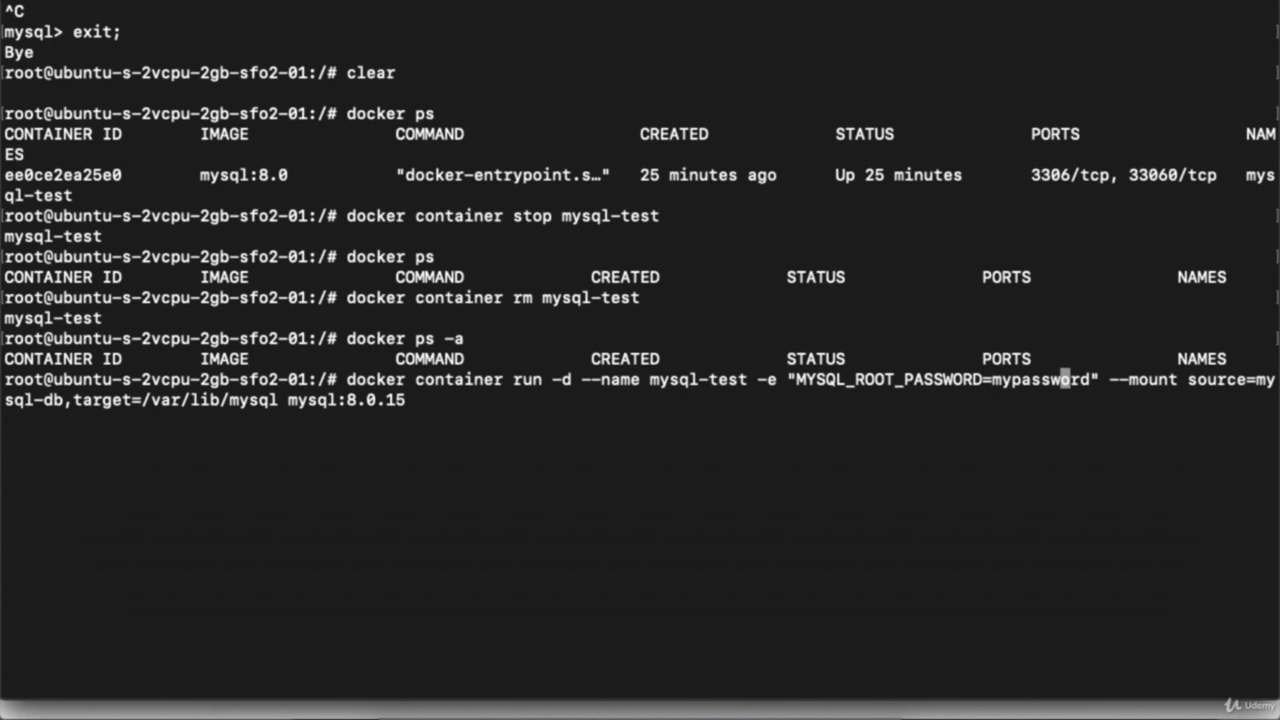 ^C
mysql> exit;
Bye
root@ubuntu-s-2vcpu-2gb-sfo2-01:/# clear
root@ubuntu-s-2vcpu-2gb-sfo2-01:/# docker ps
CONTAINER ID IMAGE COMMAND CREATED STATUS PORTS NAM
ES
ee0ce2ea25e0 mysql:8.0 "docker-entrypoint.s…" 25 minutes ago Up 25 minutes 3306/tcp, 33060/tcp mys
ql-test
root@ubuntu-s-2vcpu-2gb-sfo2-01:/# docker container stop mysql-test
mysql-test
root@ubuntu-s-2vcpu-2gb-sfo2-01:/# docker ps
CONTAINER ID IMAGE COMMAND CREATED STATUS PORTS NAMES
root@ubuntu-s-2vcpu-2gb-sfo2-01:/# docker container rm mysql-test
mysql-test
root@ubuntu-s-2vcpu-2gb-sfo2-01:/# docker ps -a
CONTAINER ID IMAGE COMMAND CREATED STATUS PORTS NAMES
root@ubuntu-s-2vcpu-2gb-sfo2-01:/# docker container run -d --name mysql-test -e "MYSQL_ROOT_PASSWORD=mypassword" --mount source=my
sql-db,target=/var/lib/mysql mysql:8.0.15
Udemy